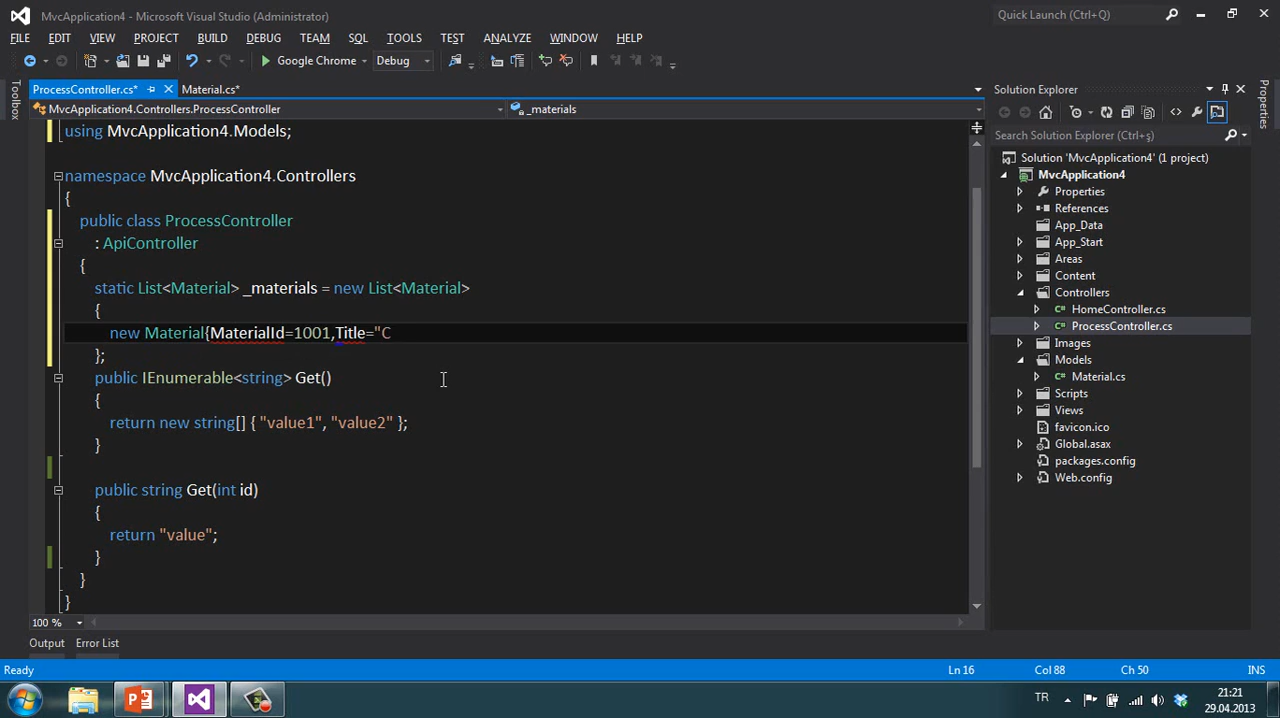 MvcApplication4 - Microsoft Visual Studio (Administrator)
Quick Launch (Ctrl+Q)
FILE EDIT VIEW PROJECT BUILD DEBUG TEAM SQL TOOLS TEST ANALYZE WINDOW HELP
Google Chrome Debug
Toolbox
ProcessController.cs* Material.cs*
MvcApplication4.Controllers.ProcessController _materials
using MvcApplication4.Models;
namespace MvcApplication4.Controllers
{
public class ProcessController
: ApiController
{
static List<Material> _materials = new List<Material>
{
new Material{MaterialId=1001,Title="C
};
public IEnumerable<string> Get()
{
return new string[] { "value1", "value2" };
}
public string Get(int id)
{
return "value";
}
}
}
100 %
Output Error List
Solution Explorer
Search Solution Explorer (Ctrl+ş)
Solution 'MvcApplication4' (1 project)
MvcApplication4
Properties
References
App_Data
App_Start
Areas
Content
Controllers
HomeController.cs
ProcessController.cs
Images
Models
Material.cs
Scripts
Views
favicon.ico
Global.asax
packages.config
Web.config
Properties
Ready Ln 16 Col 88 Ch 50 INS
TR
21:21
29.04.2013